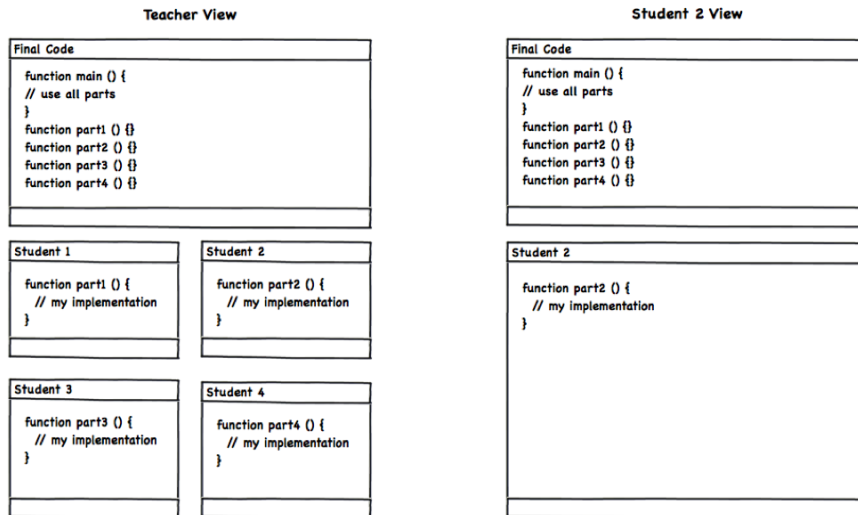 Teacher View
Final Code
function main () {
// use all parts
}
function part1 () {}
function part2 () {}
function part3 () {}
function part4 () {}
Student 1
function part1 () {
// my implementation
}
Student 2
function part2 () {
// my implementation
}
Student 3
function part3 () {
// my implementation
}
Student 4
function part4 () {
// my implementation
}
Student 2 View
Final Code
function main () {
// use all parts
}
function part1 () {}
function part2 () {}
function part3 () {}
function part4 () {}
Student 2
function part2 () {
// my implementation
}